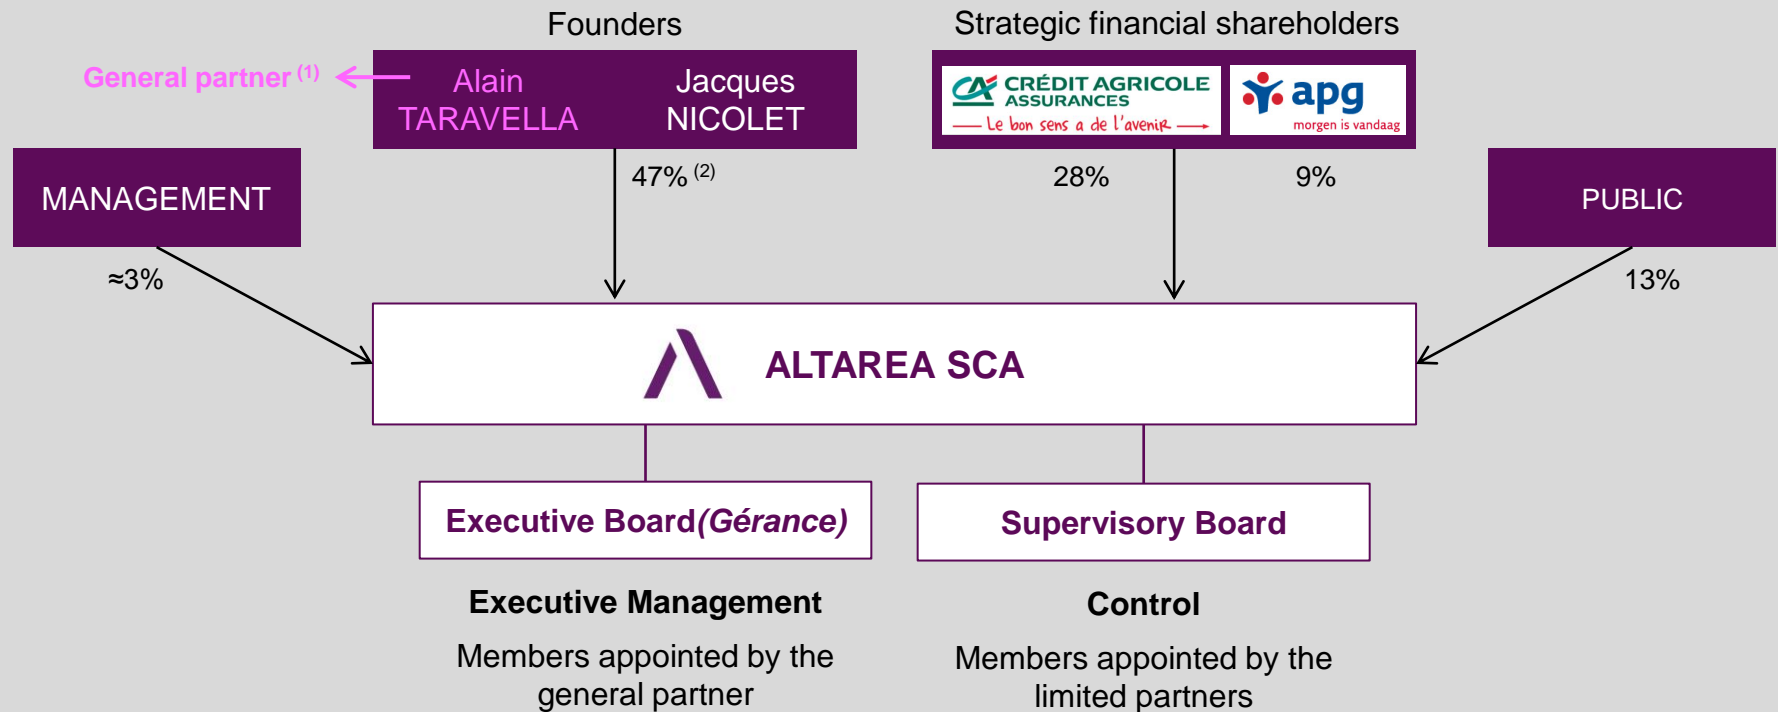 Founders
Strategic financial shareholders
General partner (1)
Alain
TARAVELLA
Jacques
NICOLET
CA CRÉDIT AGRICOLE
ASSURANCES
Le bon sens a de l'avenir
apg
morgen is vandaag
MANAGEMENT
47% (2)
28%
9%
PUBLIC
≈3%
13%
ALTAREA SCA
Executive Board(Gérance)
Supervisory Board
Executive Management
Control
Members appointed by the
general partner
Members appointed by the
limited partners